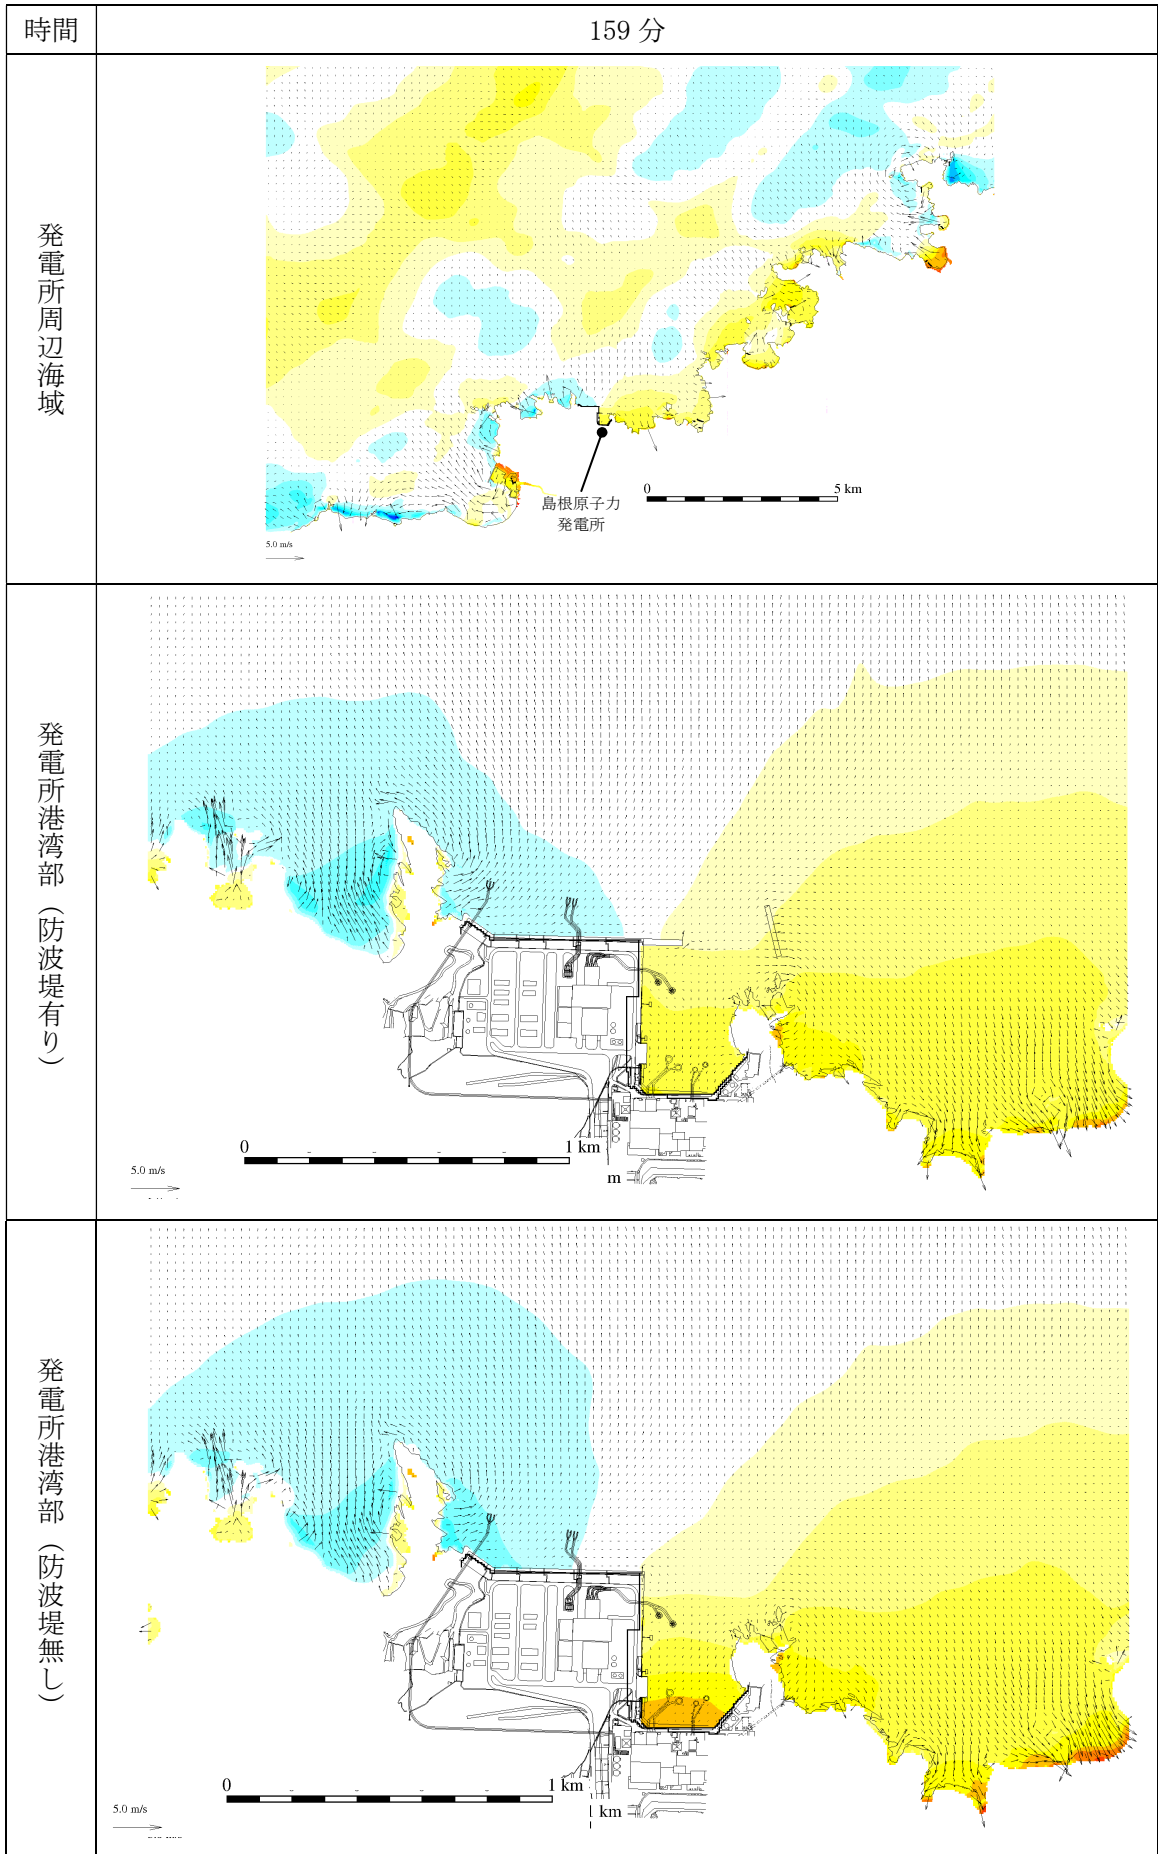 時間
159 分
発電所周辺海域
島根原子力
発電所
0
5 km
5.0 m/s
発電所港湾部（防波堤有り）
0
1 km
m
5.0 m/s
発電所港湾部（防波堤無し）
0
1 km
1 km
5.0 m/s